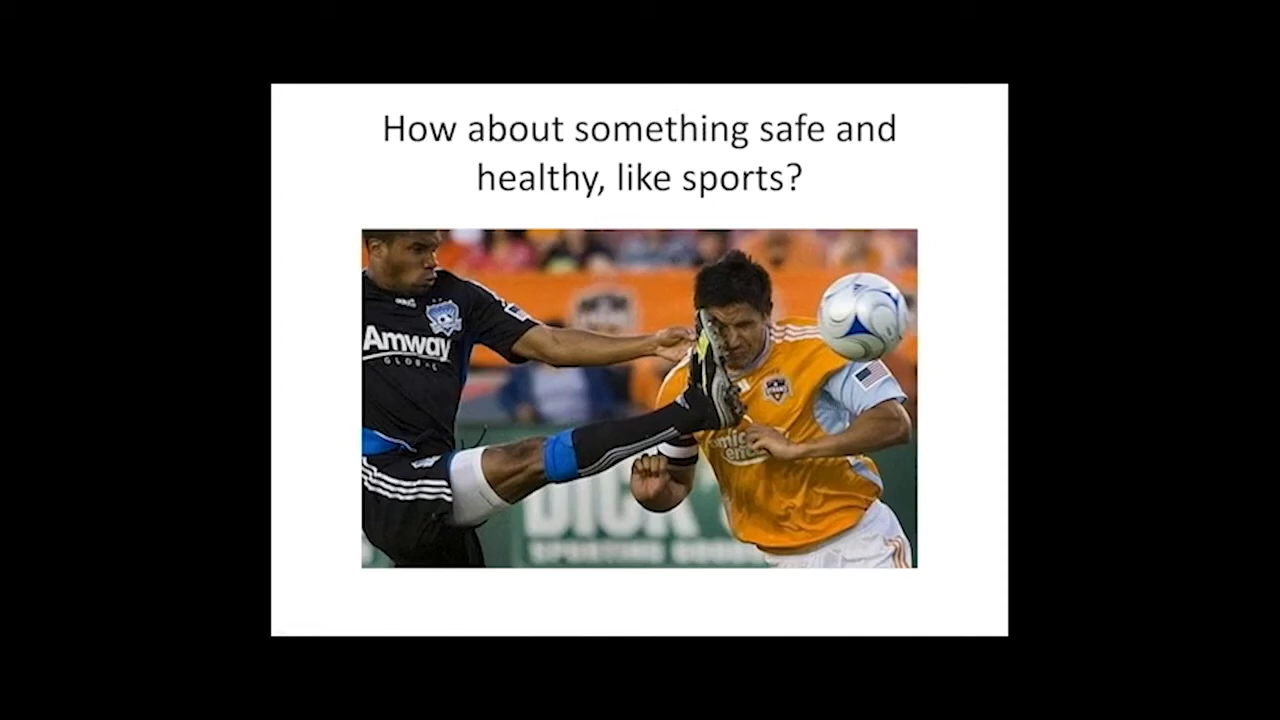 How about something safe and
healthy, like sports?
Amway
GLOBAL
DICK
SPORTING GOODS